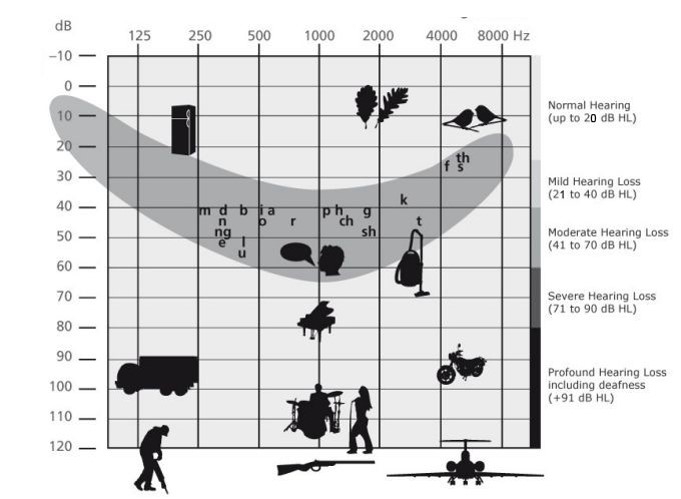 dB
125 250 500 1000 2000 4000 8000 Hz
-10
0
10
20
30
40
50
60
70
80
90
100
110
120
th
f s
k
m d b i a p h g
n o r ch t
ng sh
e l
u
Normal Hearing
(up to 20 dB HL)
Mild Hearing Loss
(21 to 40 dB HL)
Moderate Hearing Loss
(41 to 70 dB HL)
Severe Hearing Loss
(71 to 90 dB HL)
Profound Hearing Loss
including deafness
(+91 dB HL)